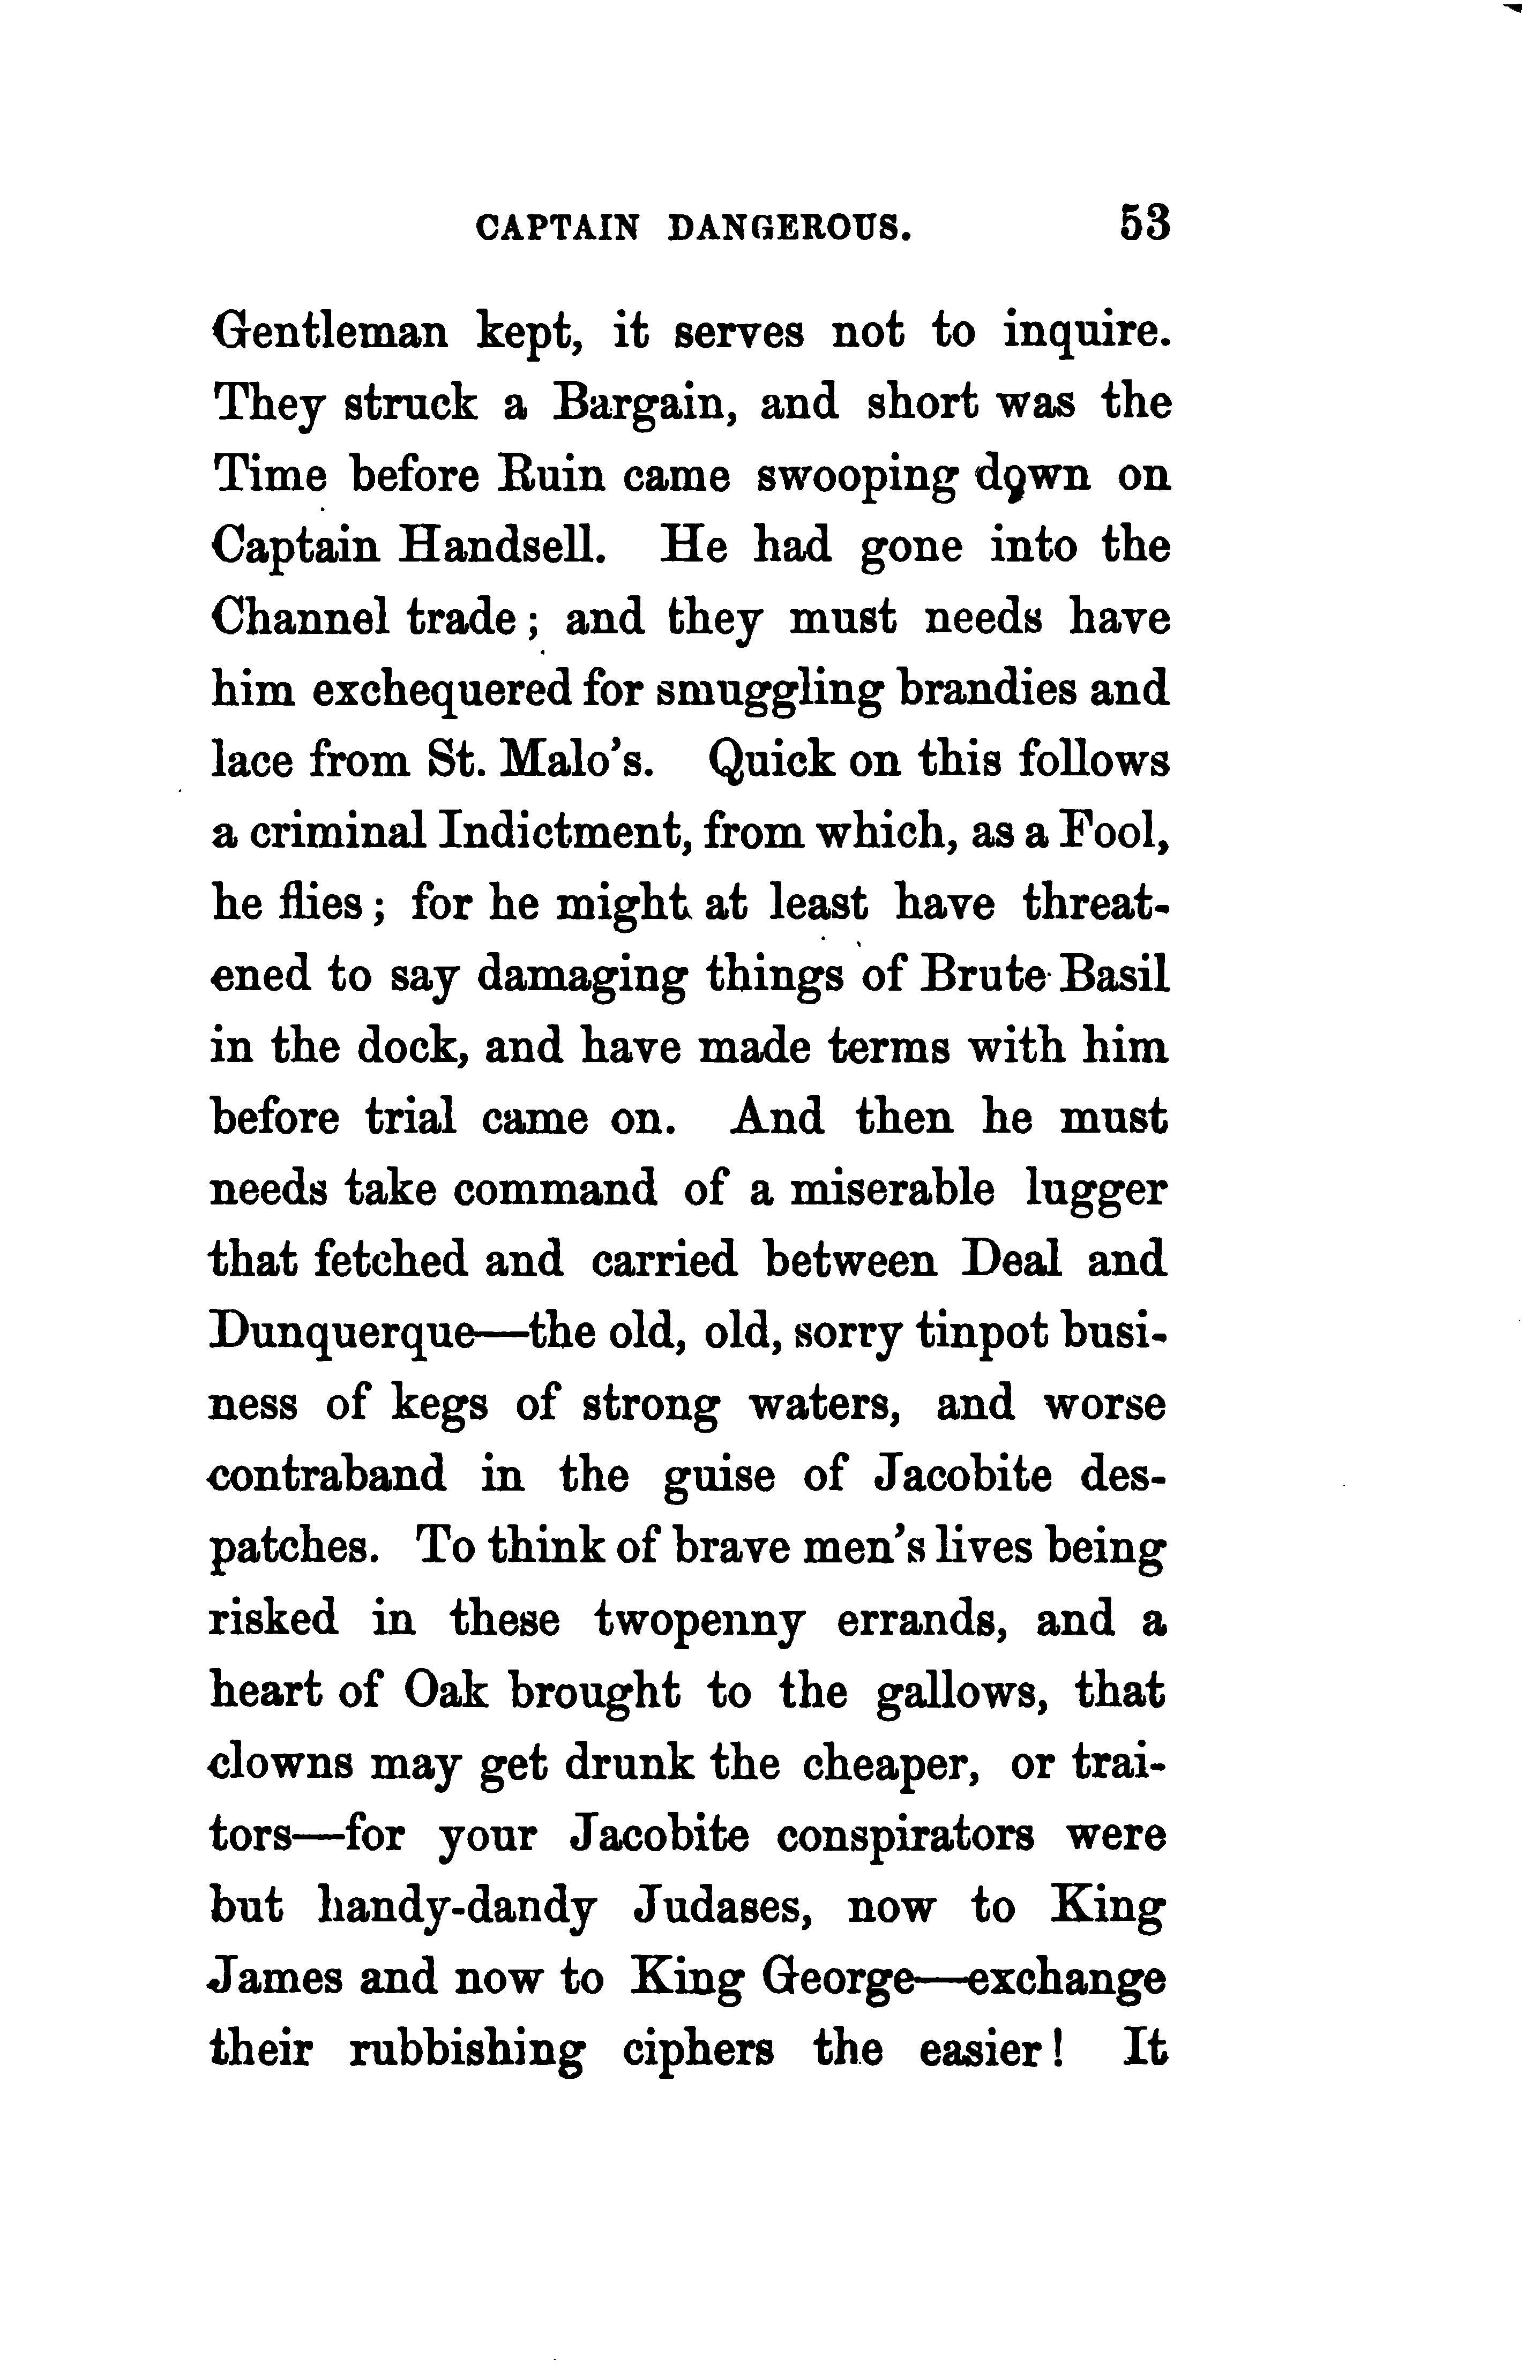 CAPTAIN DANGEROUS. 53
Gentleman kept, it serves not to inquire.
They struck a Bargain, and short was the
Time before Ruin came swooping down on
Captain Handsell. He had gone into the
Channel trade; and they must needs have
him exchequered for smuggling brandies and
lace from St. Malo's. Quick on this follows
a criminal Indictment, from which, as a Fool,
he flies; for he might at least have threat-
ened to say damaging things of Brute Basil
in the dock, and have made terms with him
before trial came on. And then he must
needs take command of a miserable lugger
that fetched and carried between Deal and
Dunquerque—the old, old, sorry tinpot busi-
ness of kegs of strong waters, and worse
contraband in the guise of Jacobite des-
patches. To think of brave men's lives being
risked in these twopenny errands, and a
heart of Oak brought to the gallows, that
clowns may get drunk the cheaper, or trai-
tors—for your Jacobite conspirators were
but handy-dandy Judases, now to King
James and now to King George—exchange
their rubbishing ciphers the easier! It